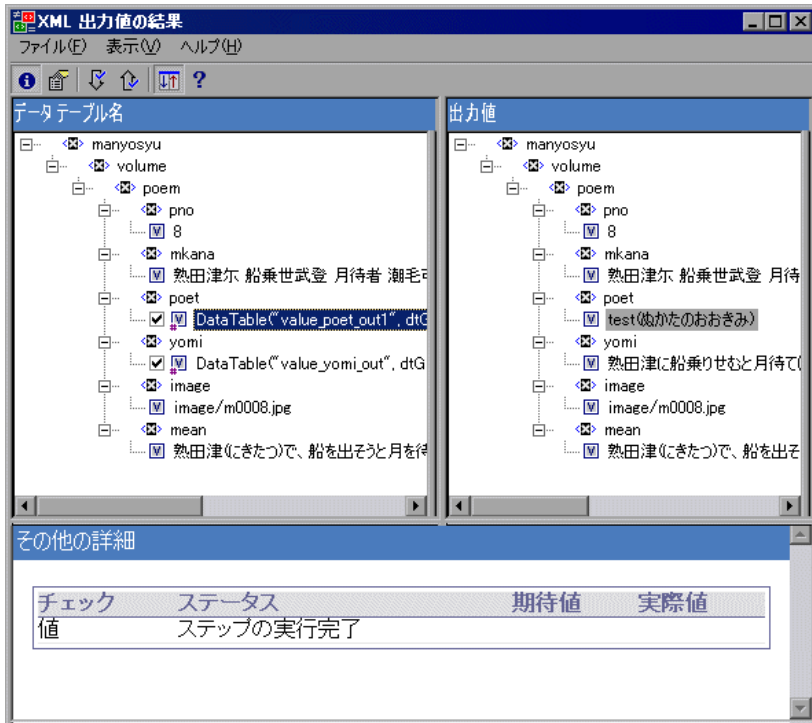 XML 出力値の結果
ファイル(F) 表示(V) ヘルプ(H)
データ テーブル名
manyosyu
volume
poem
pno
8
mkana
熟田津尓 船乗世武登 月待者 潮毛
poet
DataTable("value_poet_out1", dtG
yomi
DataTable("value_yomi_out", dtG
image
image/m0008.jpg
mean
熟田津(にきたつ)で、船を出そうと月を待
出力値
manyosyu
volume
poem
pno
8
mkana
熟田津尓 船乗世武登 月待
poet
test(ぬかたのおおきみ)
yomi
熟田津に船乗りせむと月待て
image
image/m0008.jpg
mean
熟田津(にきたつ)で、船を出そ
その他の詳細
チェック ステータス 期待値 実際値
値 ステップの実行完了